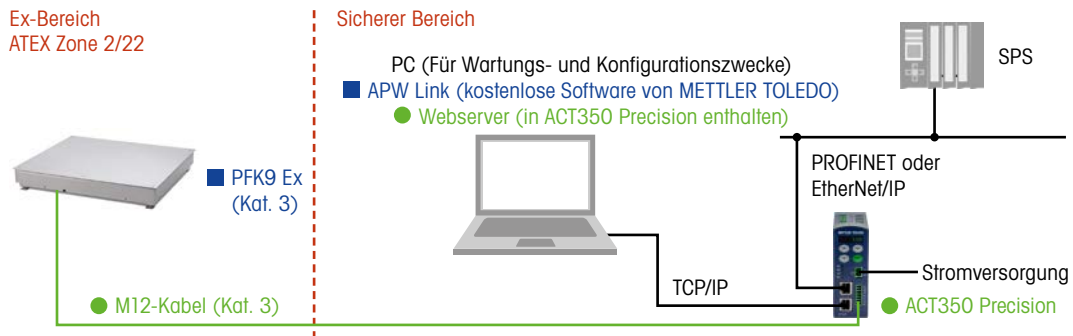 Ex-Bereich
ATEX Zone 2/22
Sicherer Bereich
PC (Für Wartungs- und Konfigurationszwecke)
APW Link (kostenlose Software von METTLER TOLEDO)
Webserver (in ACT350 Precision enthalten)
SPS
PROFINET oder
EtherNet/IP
PFK9 Ex
(Kat. 3)
METTLER TOLEDO
Stromversorgung
TCP/IP
M12-Kabel (Kat. 3)
ACT350 Precision